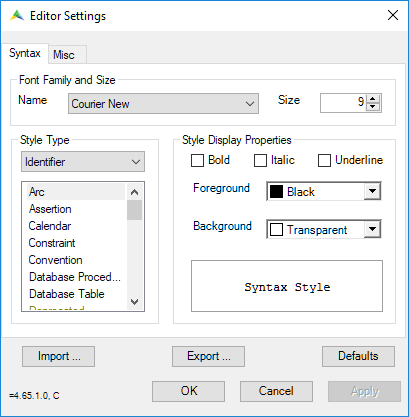 Editor Settings
Syntax Misc
Font Family and Size
Name Courier New Size 9
Style Type
Identifier
Arc
Assertion
Calendar
Constraint
Convention
Database Proced...
Database Table
Style Display Properties
Bold Italic Underline
Foreground Black
Background Transparent
Syntax Style
Import ... Export ... Defaults
=4.65.1.0, C OK Cancel Apply